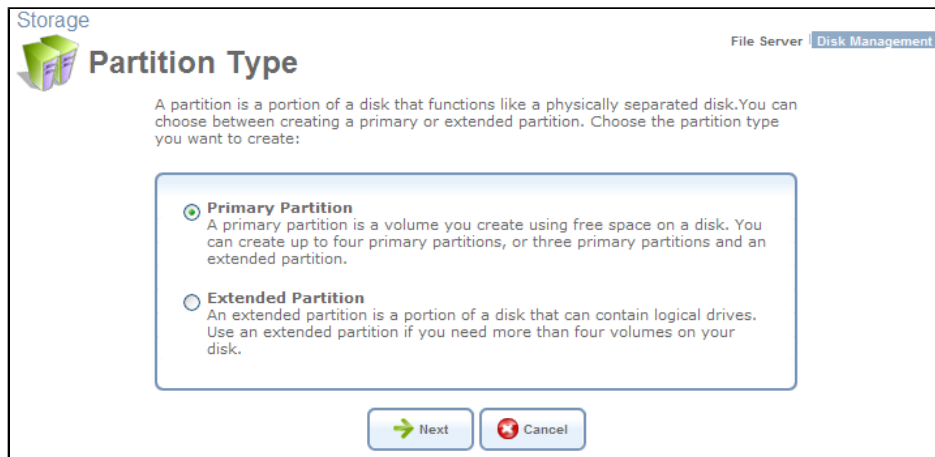 Storage
File Server | Disk Management
Partition Type
A partition is a portion of a disk that functions like a physically separated disk.You can
choose between creating a primary or extended partition. Choose the partition type
you want to create:
Primary Partition
A primary partition is a volume you create using free space on a disk. You
can create up to four primary partitions, or three primary partitions and an
extended partition.
Extended Partition
An extended partition is a portion of a disk that can contain logical drives.
Use an extended partition if you need more than four volumes on your
disk.
Next
Cancel